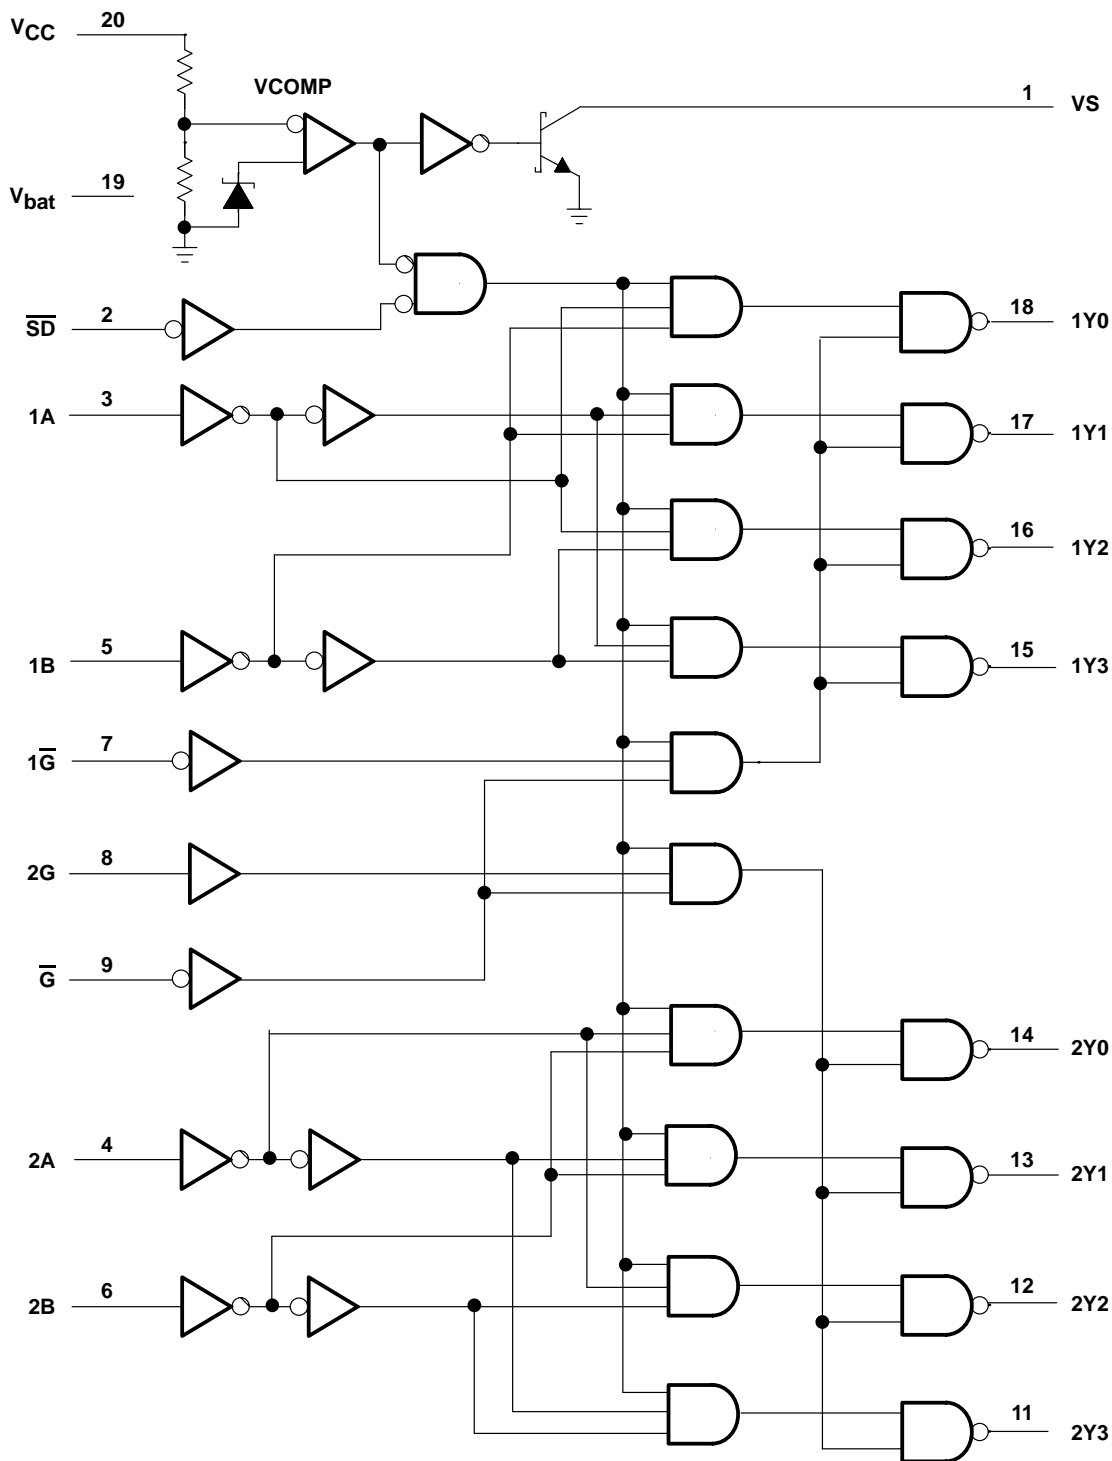 VCC 20
VCOMP
1 VS
Vbat 19
S̅D̅ 2
18 1Y0
1A 3
17 1Y1
16 1Y2
1B 5
15 1Y3
1G̅ 7
2G 8
G̅ 9
14 2Y0
2A 4
13 2Y1
2B 6
12 2Y2
11 2Y3